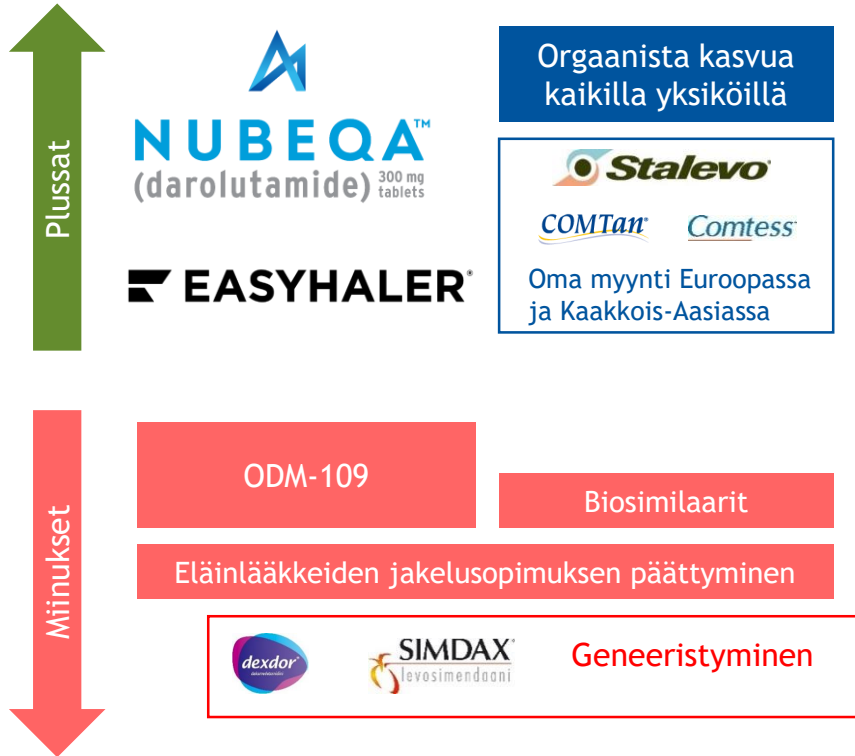 Plussat
NUBEQA™
(darolutamide) 300 mg tablets
EASYHALER®
Orgaanista kasvua
kaikilla yksiköillä
Stalevo®
COMTan® Comtess®
Oma myynti Euroopassa
ja Kaakkois-Aasiassa
Miinukset
ODM-109
Biosimilaarit
Eläinlääkkeiden jakelusopimuksen päättyminen
dexdor®
SIMDAX®
levosimendaani
Geneeristyminen